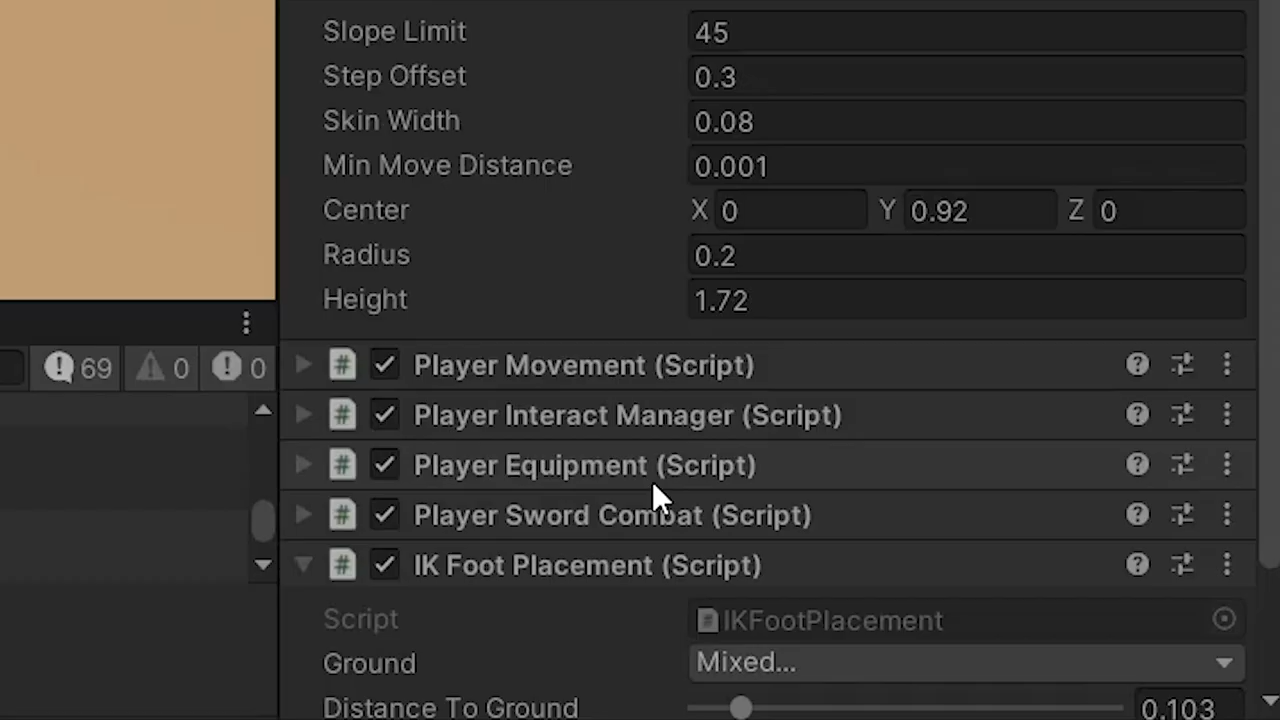 Slope Limit 45
Step Offset 0.3
Skin Width 0.08
Min Move Distance 0.001
Center X 0 Y 0.92 Z 0
Radius 0.2
Height 1.72
69 0 0
Player Movement (Script)
Player Interact Manager (Script)
Player Equipment (Script)
Player Sword Combat (Script)
IK Foot Placement (Script)
Script IKFootPlacement
Ground Mixed...
Distance To Ground 0.103